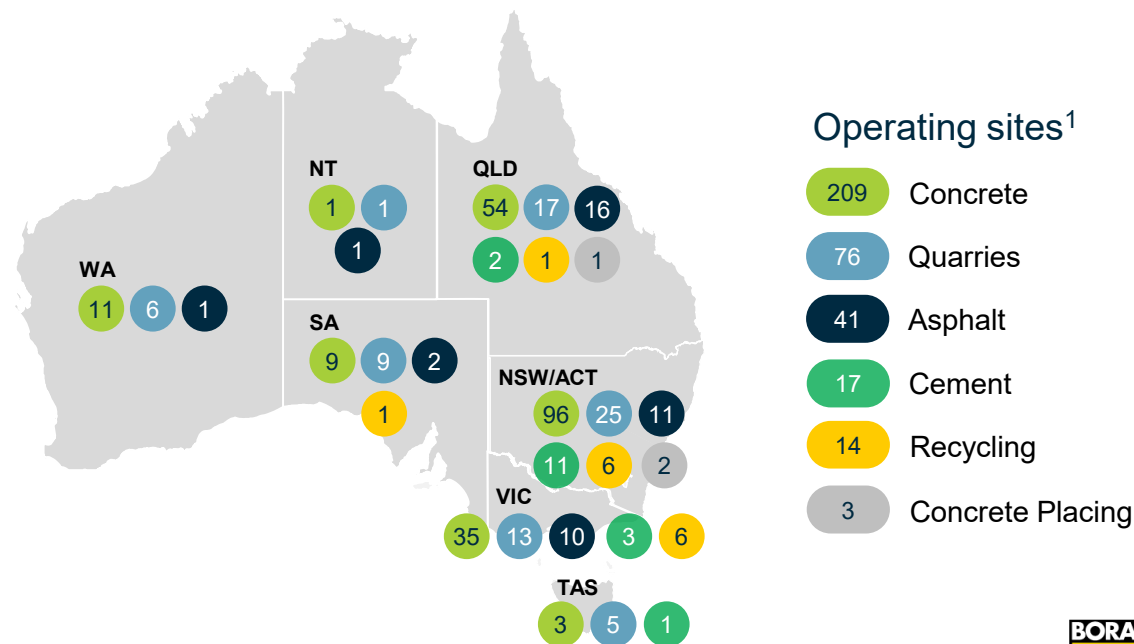 Operating sites¹
209 Concrete
76 Quarries
41 Asphalt
17 Cement
14 Recycling
3 Concrete Placing
NT
1 1
1
QLD
54 17 16
2 1 1
WA
11 6 1
SA
9 9 2
1
NSW/ACT
96 25 11
11 6 2
VIC
35 13 10 3 6
TAS
3 5 1
BORA